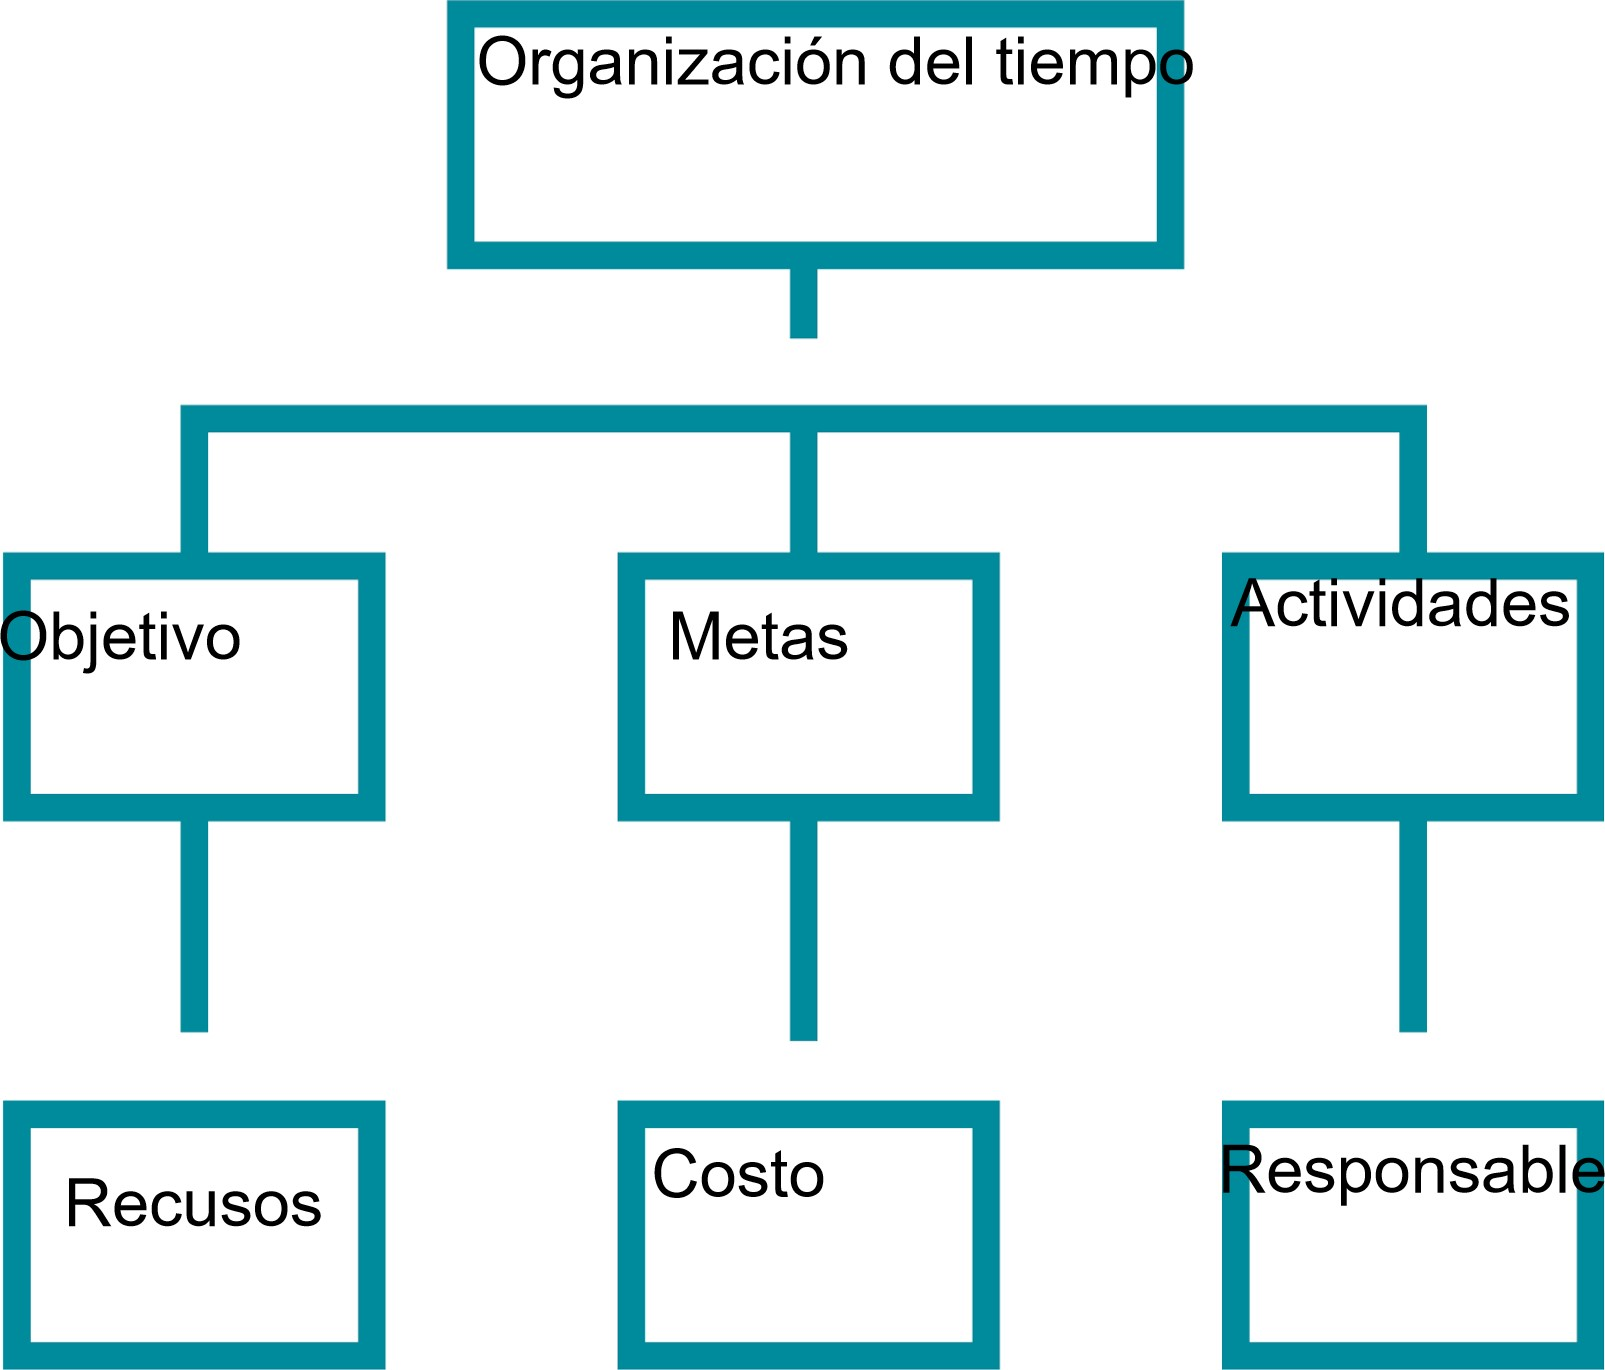 Organización del tiempo
Objetivo
Metas
Actividades
Recusos
Costo
Responsable